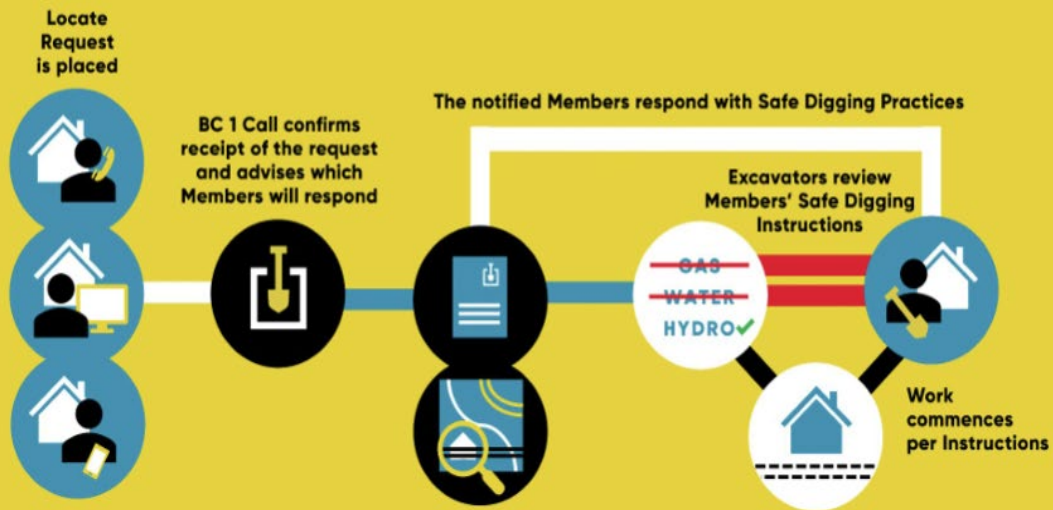 Locate
Request
is placed
BC 1 Call confirms
receipt of the request
and advises which
Members will respond
The notified Members respond with Safe Digging Practices
Excavators review
Members’ Safe Digging
Instructions
GAS
WATER
HYDRO
Work
commences
per Instructions